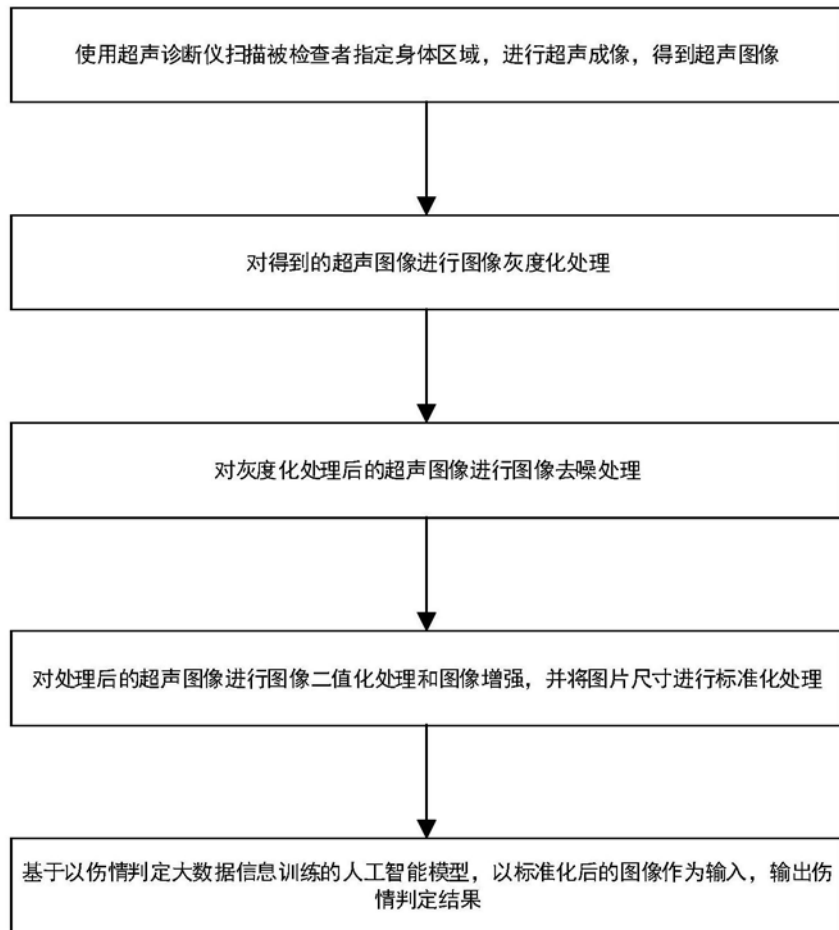 使用超声诊断仪扫描被检查者指定身体区域，进行超声成像，得到超声图像
对得到的超声图像进行图像灰度化处理
对灰度化处理后的超声图像进行图像去噪处理
对处理后的超声图像进行图像二值化处理和图像增强，并将图片尺寸进行标准化处理
基于以伤情判定大数据信息训练的人工智能模型，以标准化后的图像作为输入，输出伤
情判定结果